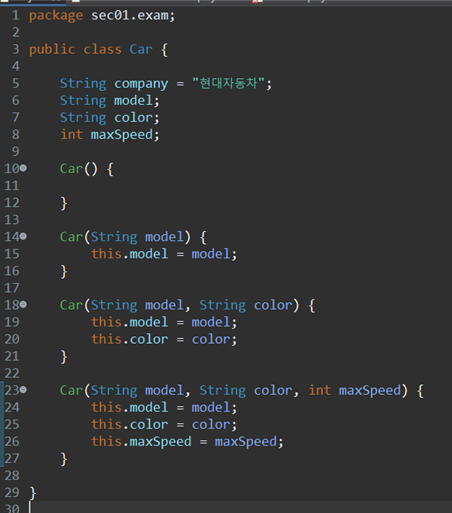 1 package sec01.exam;
2
3 public class Car {
4
5     String company = "현대자동차";
6     String model;
7     String color;
8     int maxSpeed;
9
10     Car() {
11
12     }
13
14     Car(String model) {
15         this.model = model;
16     }
17
18     Car(String model, String color) {
19         this.model = model;
20         this.color = color;
21     }
22
23     Car(String model, String color, int maxSpeed) {
24         this.model = model;
25         this.color = color;
26         this.maxSpeed = maxSpeed;
27     }
28
29 }
30